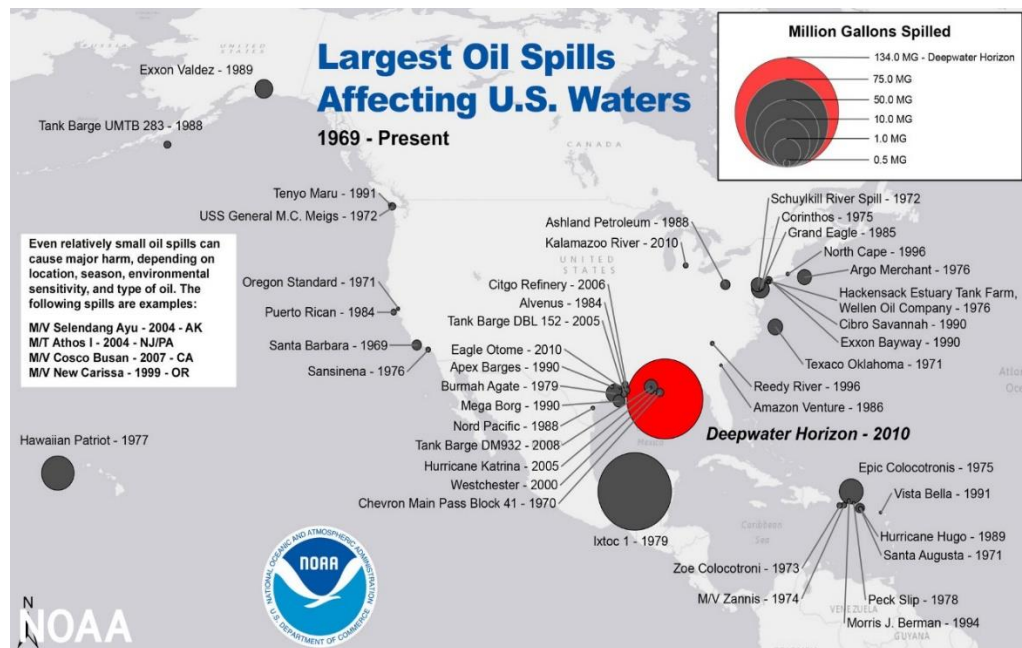 Largest Oil Spills
Affecting U.S. Waters
1969 - Present
Million Gallons Spilled
134.0 MG - Deepwater Horizon
75.0 MG
50.0 MG
10.0 MG
1.0 MG
0.5 MG
Exxon Valdez - 1989
Tank Barge UMTB 283 - 1988
CANADA
Tenyo Maru - 1991
USS General M.C. Meigs - 1972
Even relatively small oil spills can
cause major harm, depending on
location, season, environmental
sensitivity, and type of oil. The
following spills are examples:
M/V Selendang Ayu - 2004 - AK
M/T Athos I - 2004 - NJ/PA
M/V Cosco Busan - 2007 - CA
M/V New Carissa - 1999 - OR
Oregon Standard - 1971
Puerto Rican - 1984
Santa Barbara - 1969
Sansinena - 1976
Ashland Petroleum - 1988
Kalamazoo River - 2010
UNITED
STATES
Citgo Refinery - 2006
Alvenus - 1984
Tank Barge DBL 152 - 2005
Eagle Otome - 2010
Apex Barges - 1990
Burmah Agate - 1979
Mega Borg - 1990
Nord Pacific - 1988
Tank Barge DM932 - 2008
Hurricane Katrina - 2005
Westchester - 2000
Chevron Main Pass Block 41 - 1970
Schuylkill River Spill - 1972
Corinthos - 1975
Grand Eagle - 1985
North Cape - 1996
Argo Merchant - 1976
Hackensack Estuary Tank Farm,
Wellen Oil Company - 1976
Cibro Savannah - 1990
Exxon Bayway - 1990
Texaco Oklahoma - 1971
Reedy River - 1996
Amazon Venture - 1986
Deepwater Horizon - 2010
Hawaiian Patriot - 1977
Ixtoc 1 - 1979
Epic Colocotronis - 1975
Vista Bella - 1991
Hurricane Hugo - 1989
Santa Augusta - 1971
Zoe Colocotroni - 1973
M/V Zannis - 1974
Peck Slip - 1978
Morris J. Berman - 1994
Caribbean
Sea
VENEZUELA
GUYANA
NATIONAL OCEANIC AND ATMOSPHERIC ADMINISTRATION
NOAA
U.S. DEPARTMENT OF COMMERCE
N
NOAA